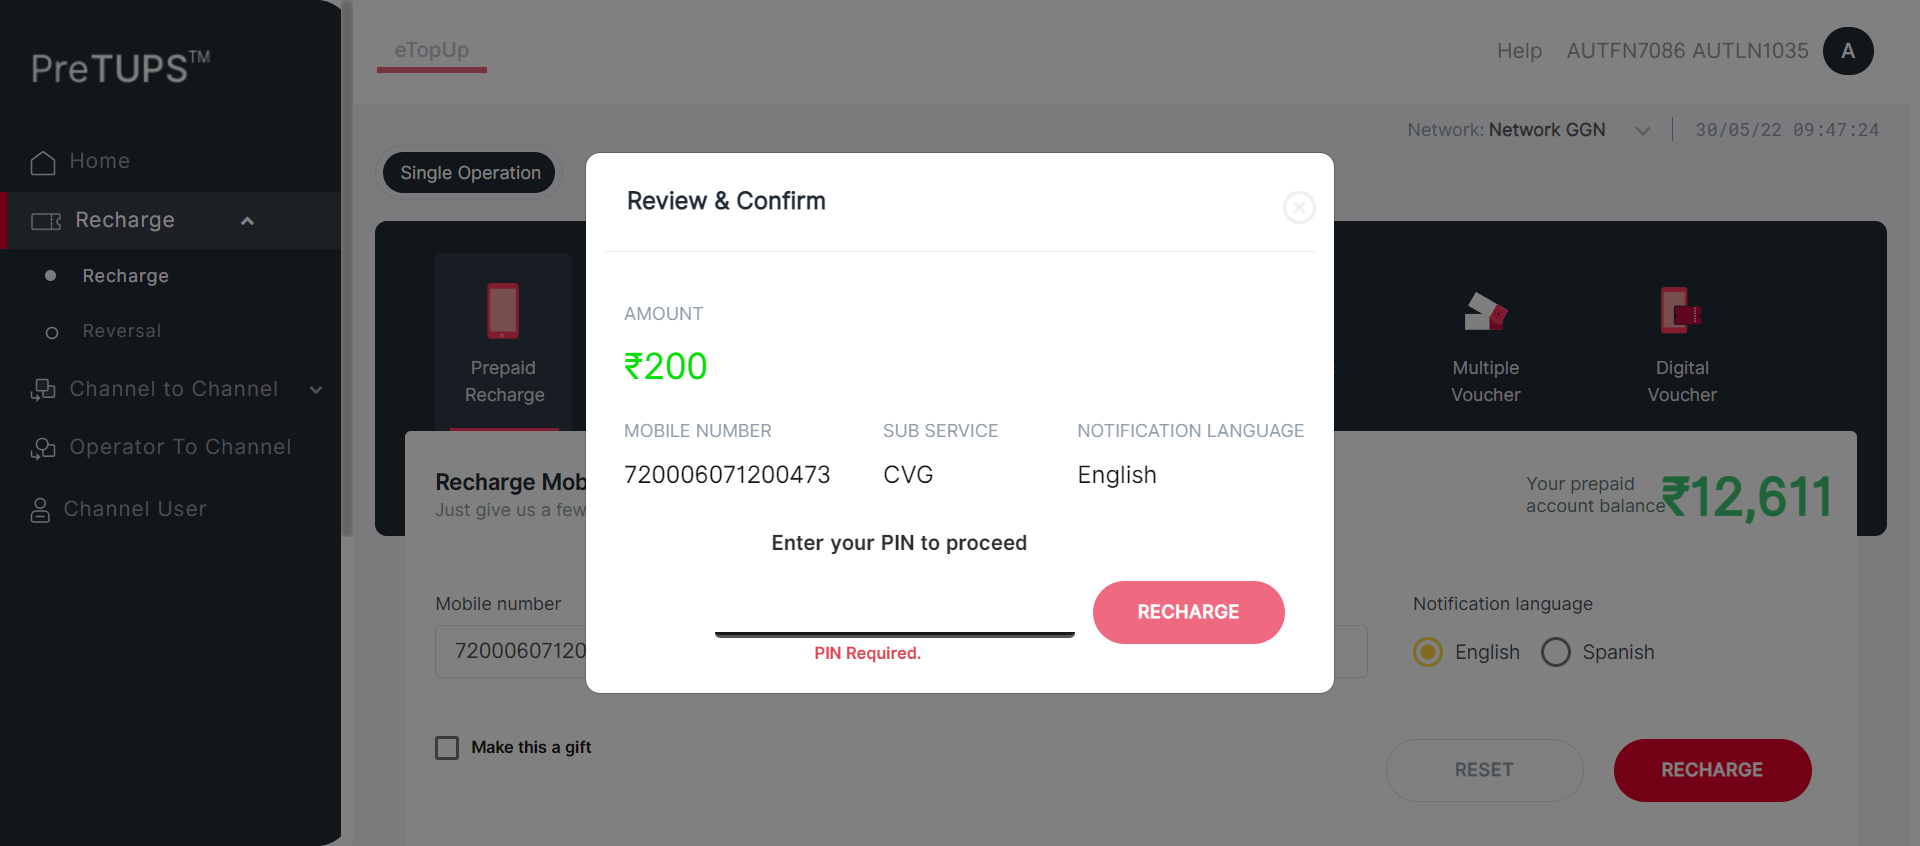 PreTUPS™
Home
Recharge
Recharge
Reversal
Channel to Channel
Operator To Channel
Channel User
eTopUp
Help AUTFN7086 AUTLN1035 A
Network: Network GGN 30/05/22 09:47:24
Single Operation
Prepaid
Recharge
Multiple
Voucher
Digital
Voucher
Recharge Mob
Just give us a few
Your prepaid
account balance
₹12,611
Mobile number
72000607120
Notification language
English
Spanish
Make this a gift
RESET
RECHARGE
Review & Confirm
AMOUNT
₹200
MOBILE NUMBER SUB SERVICE NOTIFICATION LANGUAGE
720006071200473 CVG English
Enter your PIN to proceed
RECHARGE
PIN Required.